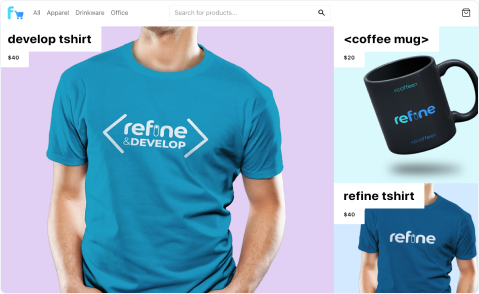 All Apparel Drinkware Office
Search for products...
develop tshirt
$40
refine
&DEVELOP
<coffee mug>
$20
<coffee>
refine
<coffee>
refine tshirt
$40
refine